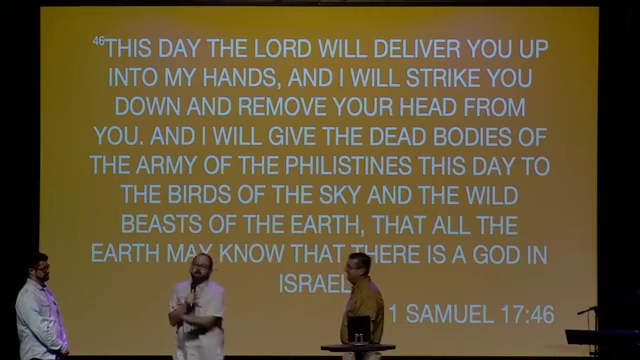 46THIS DAY THE LORD WILL DELIVER YOU UP
INTO MY HANDS, AND I WILL STRIKE YOU
DOWN AND REMOVE YOUR HEAD FROM
YOU. AND I WILL GIVE THE DEAD BODIES OF
THE ARMY OF THE PHILISTINES THIS DAY TO
THE BIRDS OF THE SKY AND THE WILD
BEASTS OF THE EARTH, THAT ALL THE
EARTH MAY KNOW THAT THERE IS A GOD IN
ISRAEL
1 SAMUEL 17:46